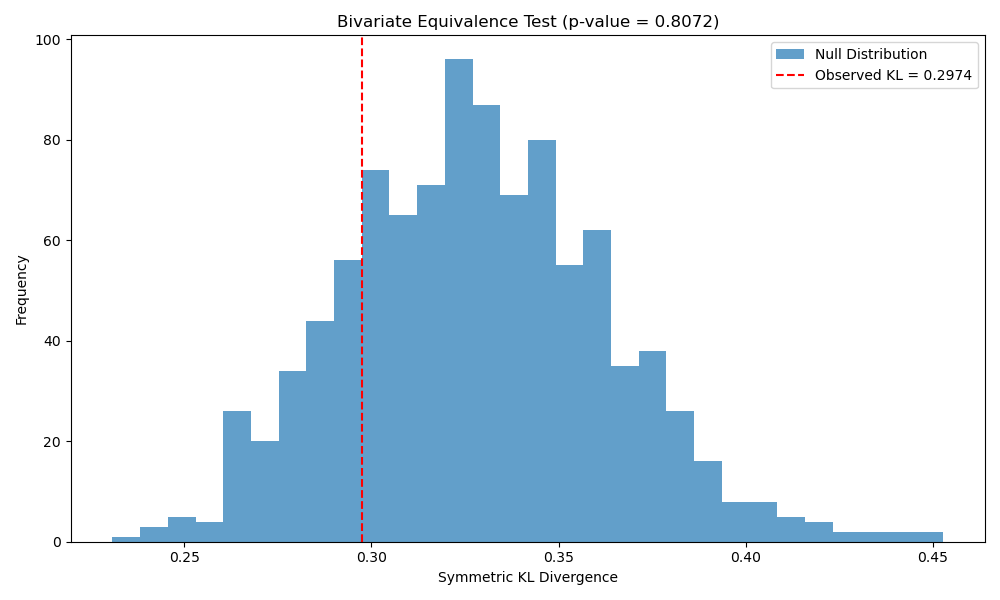 Bivariate Equivalence Test (p-value = 0.8072)
Null Distribution
Observed KL = 0.2974
Frequency
100
80
60
40
20
0
0.25 0.30 0.35 0.40 0.45
Symmetric KL Divergence